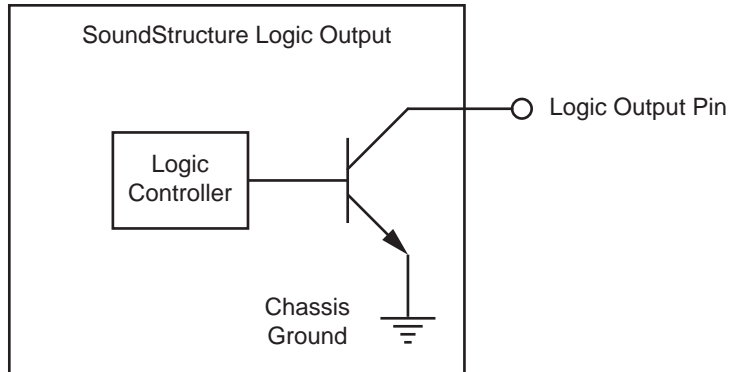 SoundStructure Logic Output
Logic Output Pin
Logic
Controller
Chassis
Ground